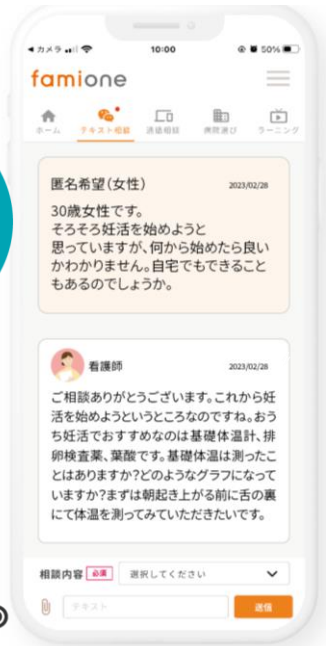 カメラ 10:00 50%
famione
ホーム テキスト相談 通話相談 病院選び ラーニング
匿名希望(女性) 2023/02/28
30歳女性です。
そろそろ妊活を始めようと
思っていますが、何から始めたら良い
かわかりません。自宅でもできること
もあるのでしょうか。
看護師 2023/02/28
ご相談ありがとうございます。これから妊
活を始めようというところなのですね。おう
ち妊活でおすすめなのは基礎体温計、排
卵検査薬、葉酸です。基礎体温は測ったこ
とはありますか?どのようなグラフになって
いますか?まずは朝起き上がる前に舌の裏
にて体温を測ってみていただきたいです。
相談内容 必須 選択してください
テキスト 送信